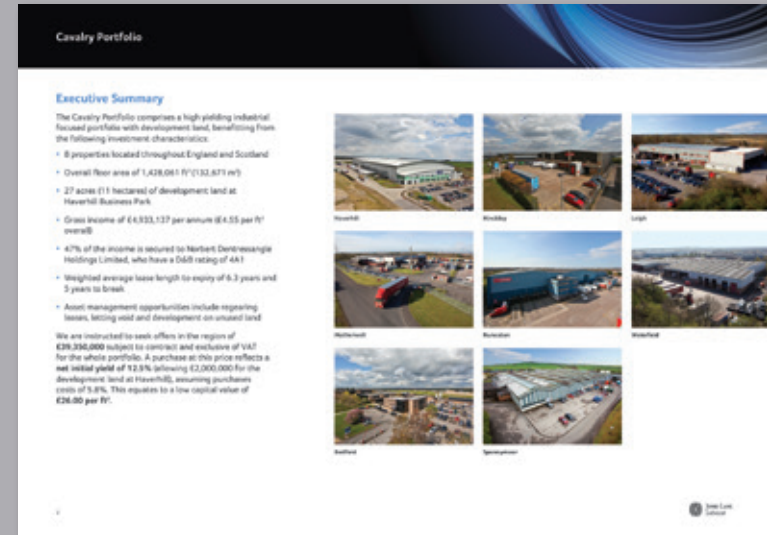 Cavalry Portfolio
Executive Summary
The Cavalry Portfolio comprises a high yielding industrial
focused portfolio with development land, benefitting from
the following investment characteristics:
• 8 properties located throughout England and Scotland
• Overall floor area of 1,428,061 ft² (132,671 m²)
• 27 acres (11 hectares) of development land at
Haverhill Business Park
• Gross income of £4,933,137 per annum (£4.55 per ft²
overall)
• 47% of the income is secured to Norbert Dentressangle
Holdings Limited, who have a D&B rating of 4A1
• Weighted average lease length to expiry of 6.3 years and
5 years to break
• Asset management opportunities include regearing
leases, letting void and development on unused land
We are instructed to seek offers in the region of
£39,350,000 subject to contract and exclusive of VAT
for the whole portfolio. A purchase at this price reflects a
net initial yield of 12.5% (allowing £2,000,000 for the
development land at Haverhill), assuming purchasers
costs of 5.8%. This equates to a low capital value of
£26.00 per ft².
Haverhill
Hinckley
Leigh
Motherwell
Nuneaton
Wakefield
Bellshill
Spennymoor
Jones Lang
LaSalle